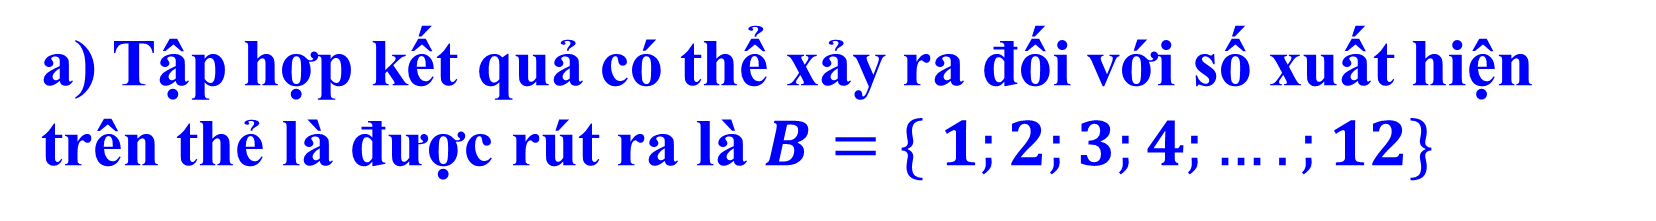 a) Tập hợp kết quả có thể xảy ra đối với số xuất hiện
trên thẻ là được rút ra là B = { 1; 2; 3; 4; ... . ; 12}